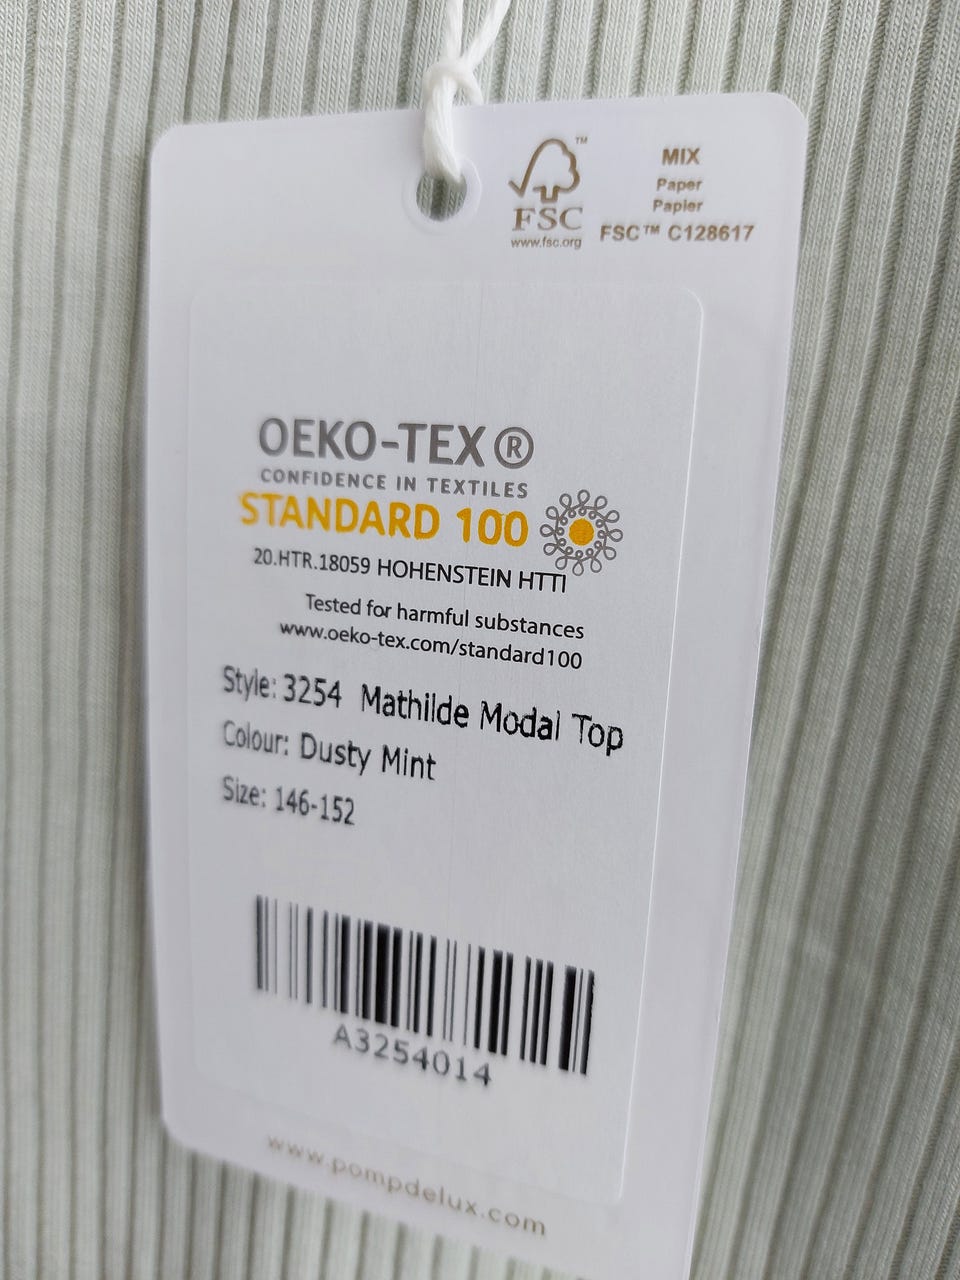 FSC™
www.fsc.org
MIX
Paper
Papier
FSC™ C128617
OEKO-TEX®
CONFIDENCE IN TEXTILES
STANDARD 100
20.HTR.18059 HOHENSTEIN HTTI
Tested for harmful substances
www.oeko-tex.com/standard100
Style: 3254 Mathilde Modal Top
Colour: Dusty Mint
Size: 146-152
A3254014
www.pompdelux.com